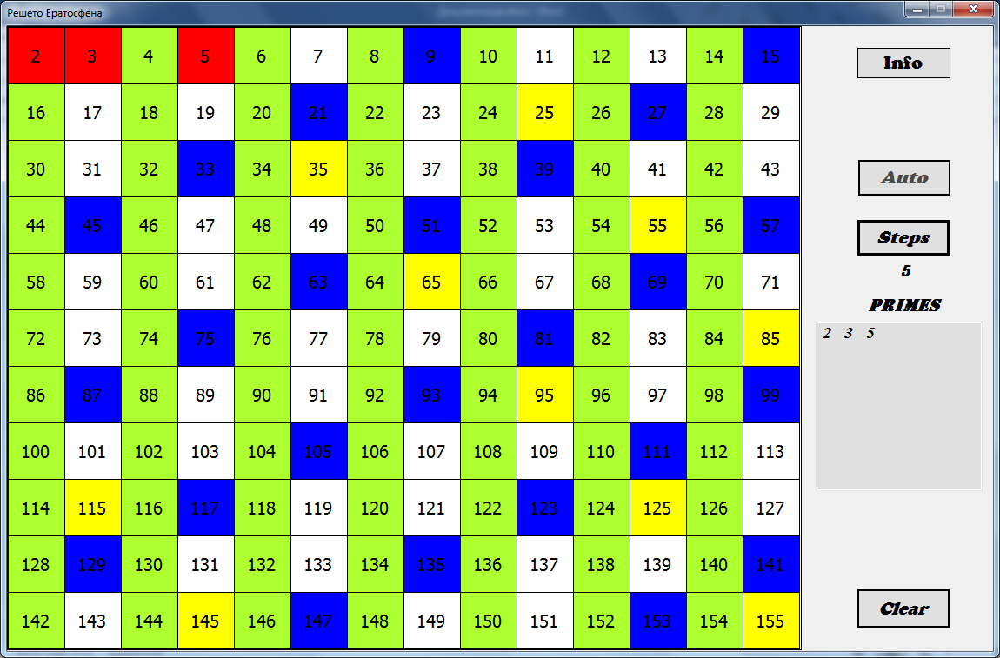 Решето Ератосфена
2 3 4 5 6 7 8 9 10 11 12 13 14 15
16 17 18 19 20 21 22 23 24 25 26 27 28 29
30 31 32 33 34 35 36 37 38 39 40 41 42 43
44 45 46 47 48 49 50 51 52 53 54 55 56 57
58 59 60 61 62 63 64 65 66 67 68 69 70 71
72 73 74 75 76 77 78 79 80 81 82 83 84 85
86 87 88 89 90 91 92 93 94 95 96 97 98 99
100 101 102 103 104 105 106 107 108 109 110 111 112 113
114 115 116 117 118 119 120 121 122 123 124 125 126 127
128 129 130 131 132 133 134 135 136 137 138 139 140 141
142 143 144 145 146 147 148 149 150 151 152 153 154 155
Info
Auto
Steps
5
PRIMES
2 3 5
Clear